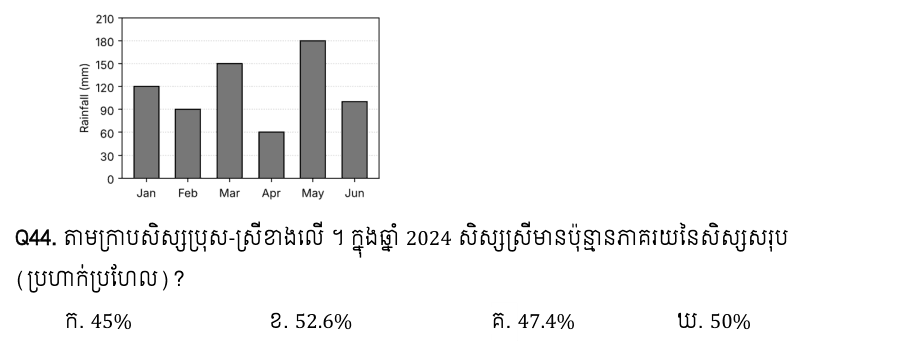 210
180
150
120
90
60
30
0
Rainfall (mm)
Jan Feb Mar Apr May Jun
Q44. តាមក្រាបសិស្សប្រុស-ស្រីខាងលើ ។ ក្នុងឆ្នាំ 2024 សិស្សស្រីមានប៉ុន្មានភាគរយនៃសិស្សសរុប
(ប្រហាក់ប្រហែល) ?
ក. 45% ខ. 52.6% គ. 47.4% ឃ. 50%